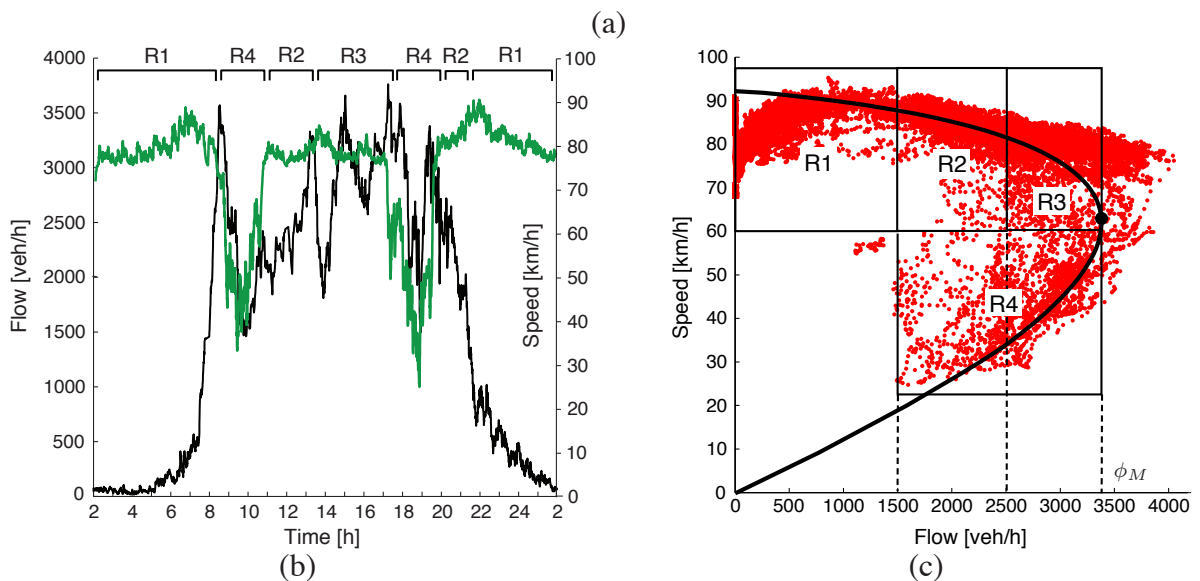 (a)
R1 R4 R2 R3 R4 R2 R1
4000
3500
3000
2500
2000
1500
1000
500
0
Flow [veh/h]
100
90
80
70
60
50
40
30
20
10
0
Speed [km/h]
2 4 6 8 10 12 14 16 18 20 22 24 2
Time [h]
(b)
100
90
80
70
60
50
40
30
20
10
0
Speed [km/h]
R1
R2
R3
R4
ϕM
0 500 1000 1500 2000 2500 3000 3500 4000
Flow [veh/h]
(c)